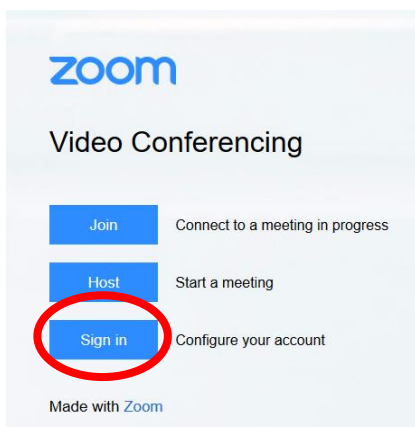 zoom
Video Conferencing
Join Connect to a meeting in progress
Host Start a meeting
Sign in Configure your account
Made with Zoom